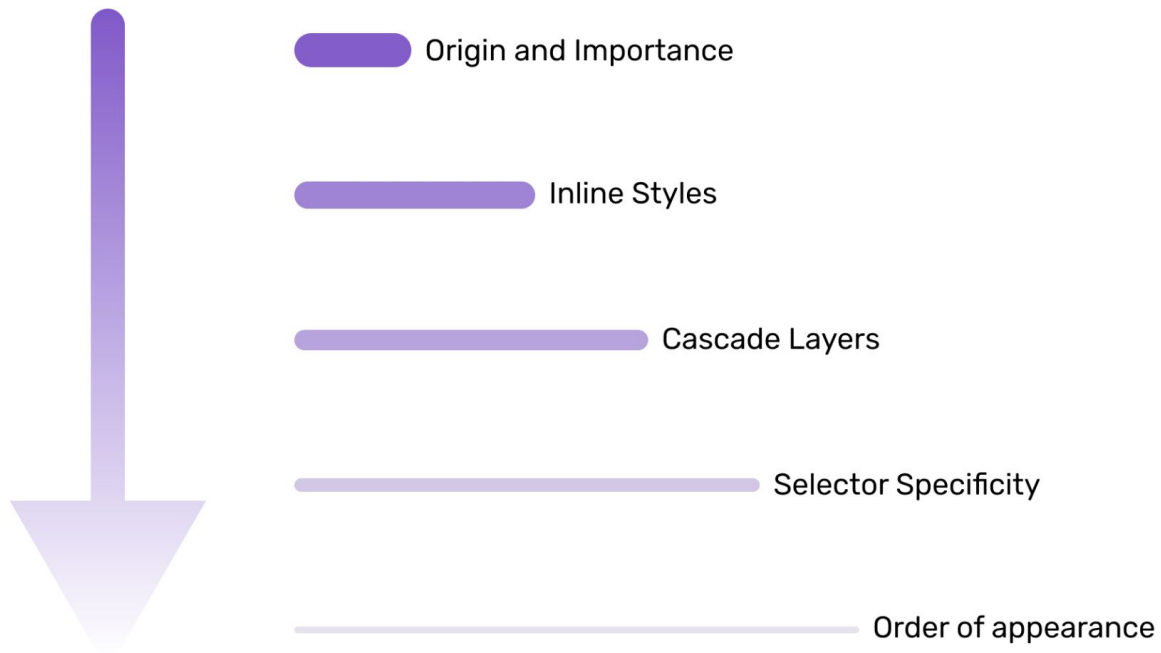 Origin and Importance
Inline Styles
Cascade Layers
Selector Specificity
Order of appearance